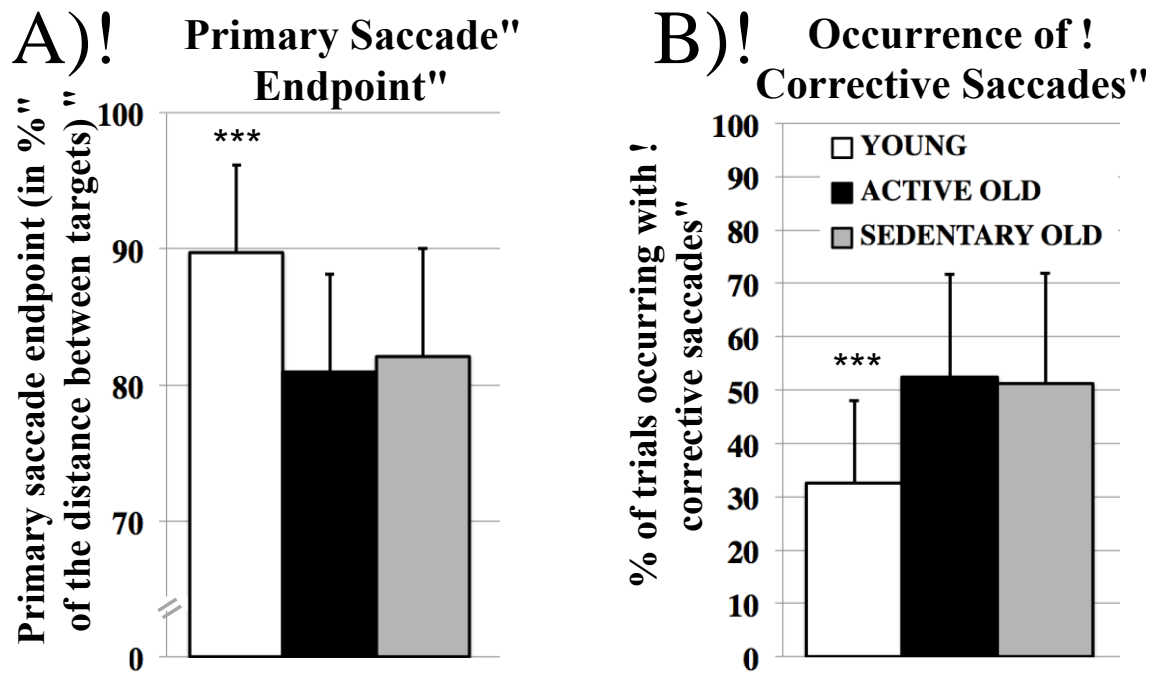 A)!
Primary Saccade"
Endpoint"
Primary saccade endpoint (in %"
of the distance between targets) "
100
90
80
70
0
***
B)!
Occurrence of !
Corrective Saccades"
% of trials occurring with !
corrective saccades"
100
90
80
70
60
50
40
30
20
10
0
YOUNG
ACTIVE OLD
SEDENTARY OLD
***